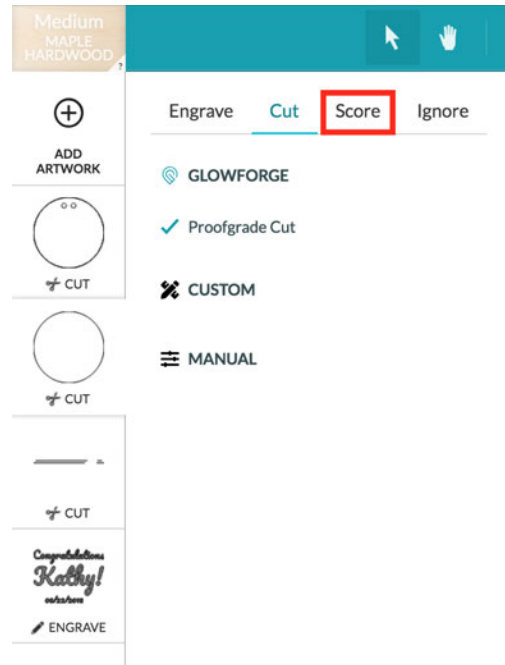 Medium
MAPLE
HARDWOOD
?
ADD
ARTWORK
CUT
CUT
CUT
Congratulations
Kathy!
ENGRAVE
Engrave Cut Score Ignore
GLOWFORGE
Proofgrade Cut
CUSTOM
MANUAL